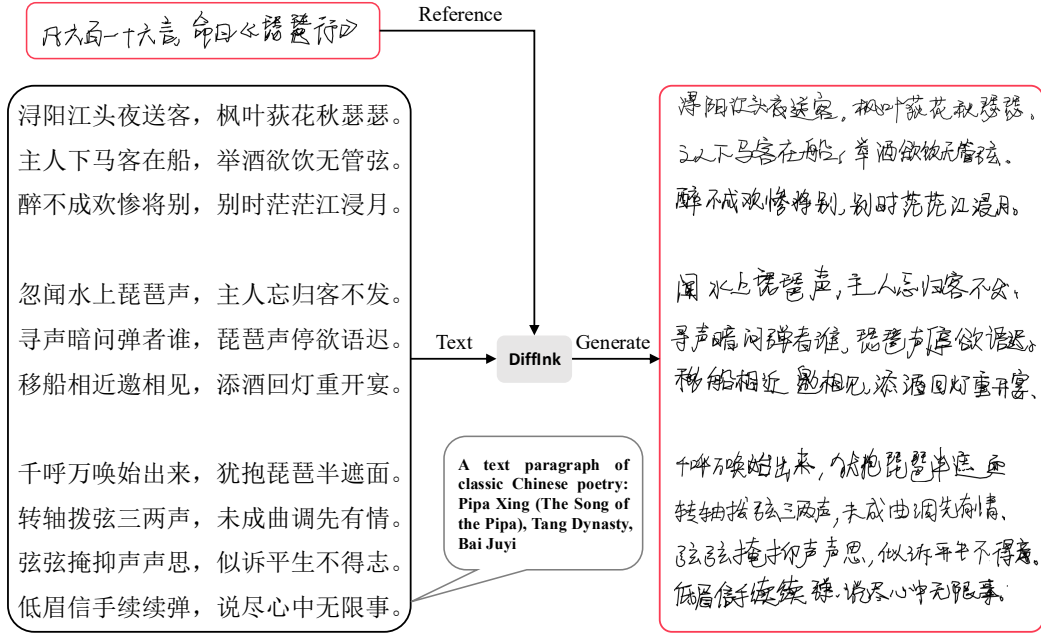 凡六百一十六言,命曰《琵琶行》
Reference
浔阳江头夜送客，枫叶荻花秋瑟瑟。
主人下马客在船，举酒欲饮无管弦。
醉不成欢惨将别，别时茫茫江浸月。
忽闻水上琵琶声，主人忘归客不发。
寻声暗问弹者谁，琵琶声停欲语迟。
移船相近邀相见，添酒回灯重开宴。
千呼万唤始出来，犹抱琵琶半遮面。
转轴拨弦三两声，未成曲调先有情。
弦弦掩抑声声思，似诉平生不得志。
低眉信手续续弹，说尽心中无限事。
Text
DiffInk
Generate
A text paragraph of
classic Chinese poetry:
Pipa Xing (The Song of
the Pipa), Tang Dynasty,
Bai Juyi
浔阳江头夜送客,枫叶荻花秋瑟瑟。
主人下马客在船,举酒欲饮无管弦。
醉不成欢惨将别,别时茫茫江浸月。
闻水上琵琶声,主人忘归客不发,
寻声暗问弹者谁,琵琶声停欲语迟。
移船相近邀相见,添酒回灯重开宴、
千呼万唤始出来,犹抱琵琶半遮面
转轴拨弦三两声,未成曲调先有情、
弦弦掩抑声声思,似诉平生不得志。
低眉信手续续弹,说尽心中无限事。